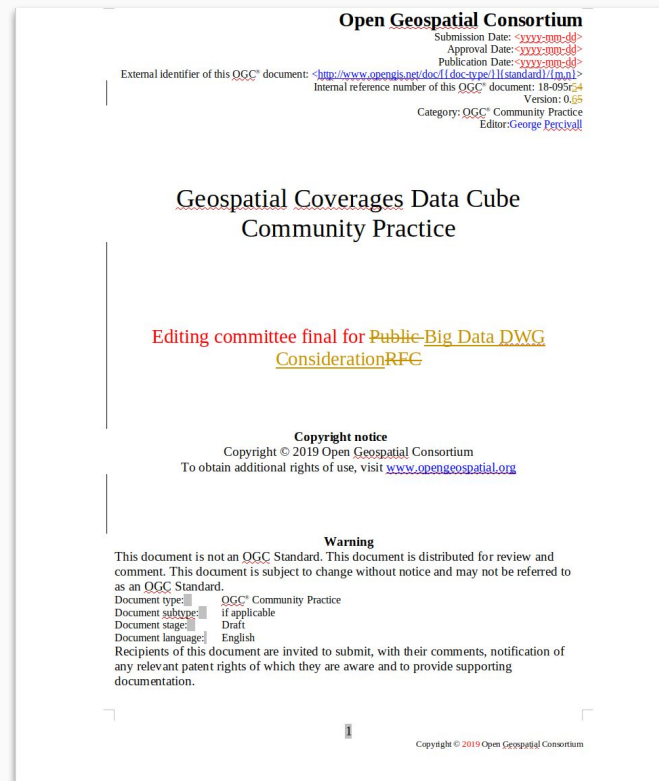 Open Geospatial Consortium
Submission Date: <yyyy-mm-dd>
Approval Date: <yyyy-mm-dd>
Publication Date: <yyyy-mm-dd>
External identifier of this OGC® document: <http://www.opengis.net/doc/[{doc-type/}]{standard}/{m.n}>
Internal reference number of this OGC® document: 18-095r54
Version: 0.65
Category: OGC® Community Practice
Editor:George Percivall
Geospatial Coverages Data Cube
Community Practice
Editing committee final for Public Big Data DWG
ConsiderationRFC
Copyright notice
Copyright © 2019 Open Geospatial Consortium
To obtain additional rights of use, visit www.opengeospatial.org
Warning
This document is not an OGC Standard. This document is distributed for review and
comment. This document is subject to change without notice and may not be referred to
as an OGC Standard.
Document type: OGC® Community Practice
Document subtype: if applicable
Document stage: Draft
Document language: English
Recipients of this document are invited to submit, with their comments, notification of
any relevant patent rights of which they are aware and to provide supporting
documentation.
1
Copyright © 2019 Open Geospatial Consortium